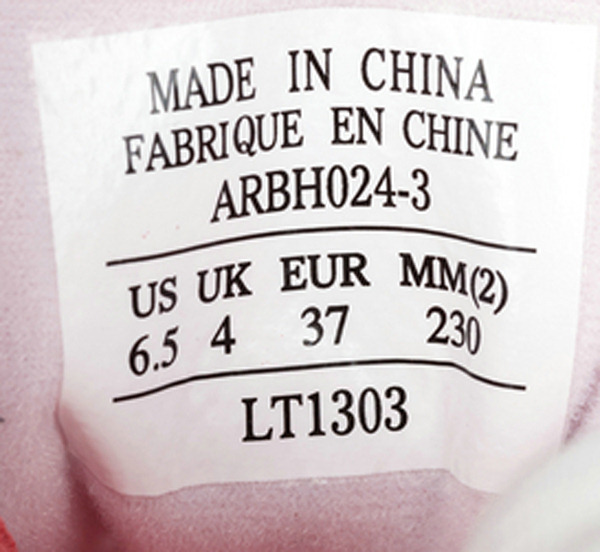 MADE IN CHINA
FABRIQUE EN CHINE
ARBH024-3
US UK EUR MM(2)
6.5 4 37 230
LT1303